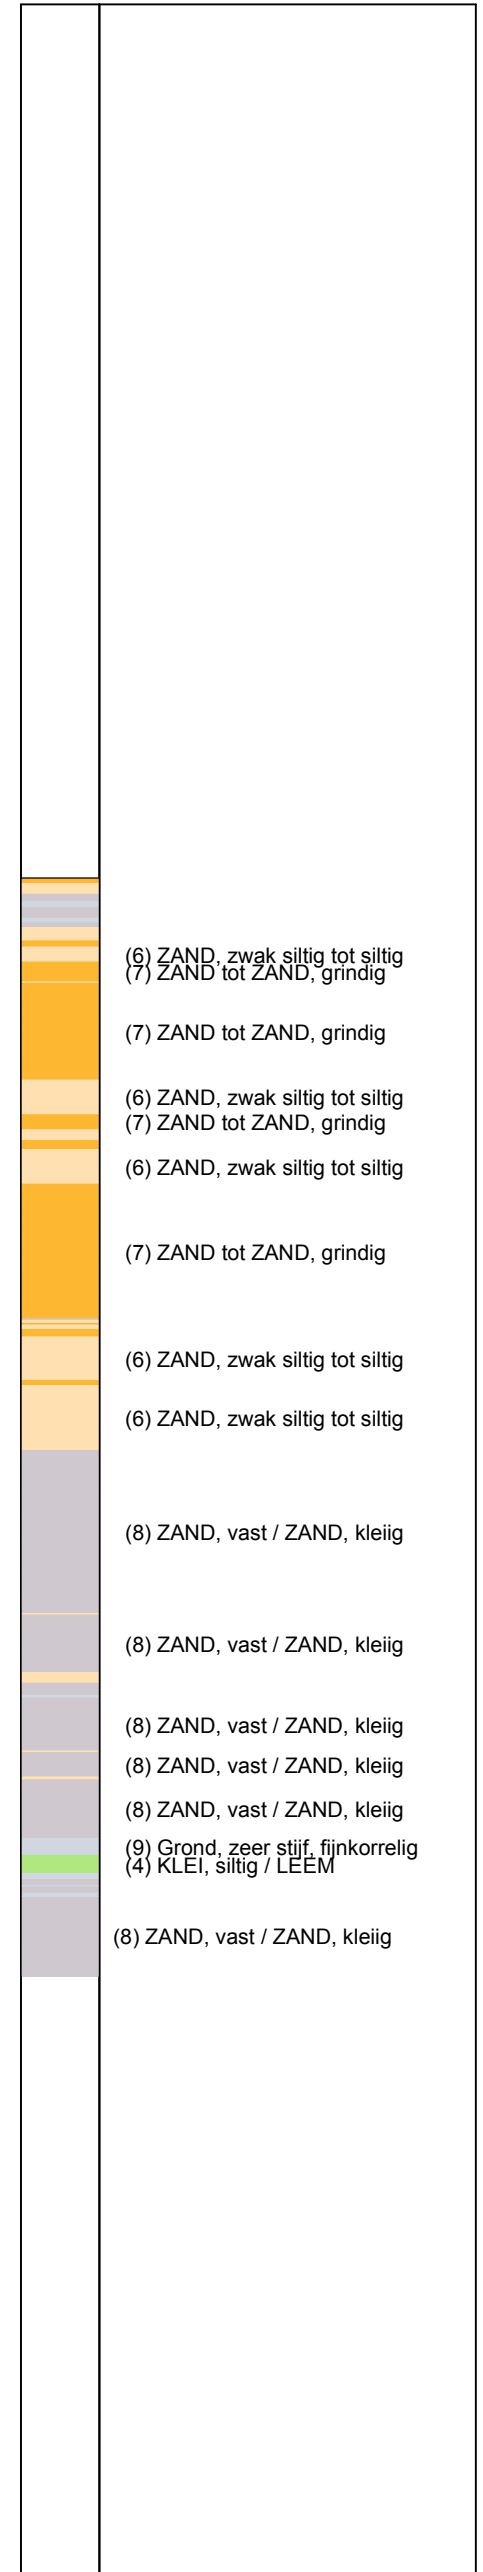 (6) ZAND, zwak siltig tot siltig
(7) ZAND tot ZAND, grindig
(7) ZAND tot ZAND, grindig
(6) ZAND, zwak siltig tot siltig
(7) ZAND tot ZAND, grindig
(6) ZAND, zwak siltig tot siltig
(7) ZAND tot ZAND, grindig
(6) ZAND, zwak siltig tot siltig
(6) ZAND, zwak siltig tot siltig
(8) ZAND, vast / ZAND, kleiig
(8) ZAND, vast / ZAND, kleiig
(8) ZAND, vast / ZAND, kleiig
(8) ZAND, vast / ZAND, kleiig
(8) ZAND, vast / ZAND, kleiig
(9) Grond, zeer stijf, fijnkorrelig
(4) KLEI, siltig / LEEM
(8) ZAND, vast / ZAND, kleiig